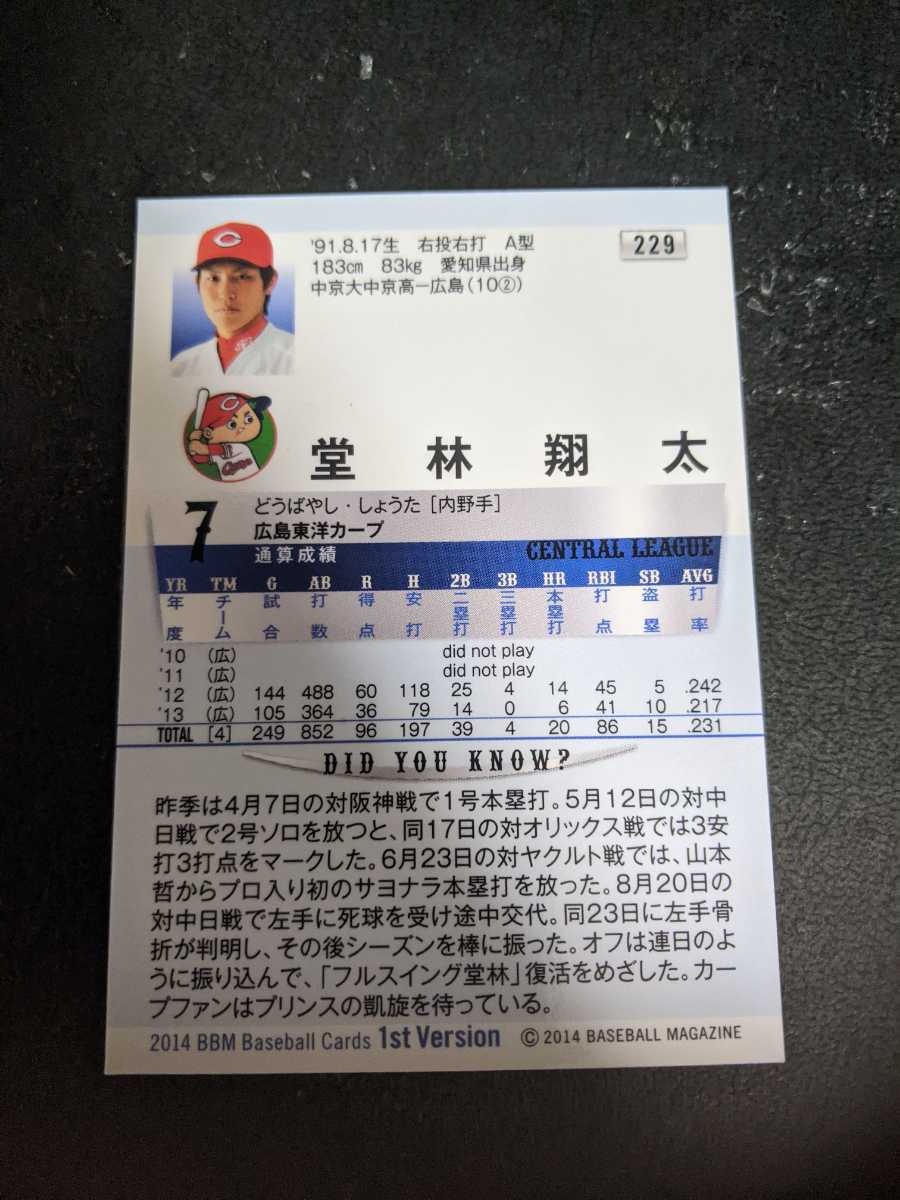 '91.8.17生 右投右打 A型
229
183cm 83kg 愛知県出身
中京大中京高ー広島(10②)
C
C
Carp
堂林翔太
7
どうばやし・しょうた [内野手]
広島東洋カープ
通算成績 CENTRAL LEAGUE
YR TM G AB R H 2B 3B HR RBI SB AVG
年度 チーム 試合 打数 得点 安打 二塁打 三塁打 本塁打 打点 盗塁 打率
'10 (広) did not play
'11 (広) did not play
'12 (広) 144 488 60 118 25 4 14 45 5 .242
'13 (広) 105 364 36 79 14 0 6 41 10 .217
TOTAL [4] 249 852 96 197 39 4 20 86 15 .231
DID YOU KNOW?
昨季は4月7日の対阪神戦で1号本塁打。5月12日の対中
日戦で2号ソロを放つと、同17日の対オリックス戦では3安
打3打点をマークした。6月23日の対ヤクルト戦では、山本
哲からプロ入り初のサヨナラ本塁打を放った。8月20日の
対中日戦で左手に死球を受け途中交代。同23日に左手骨
折が判明し、その後シーズンを棒に振った。オフは連日のよ
うに振り込んで、「フルスイング堂林」復活をめざした。カー
プファンはプリンスの凱旋を待っている。
2014 BBM Baseball Cards 1st Version © 2014 BASEBALL MAGAZINE